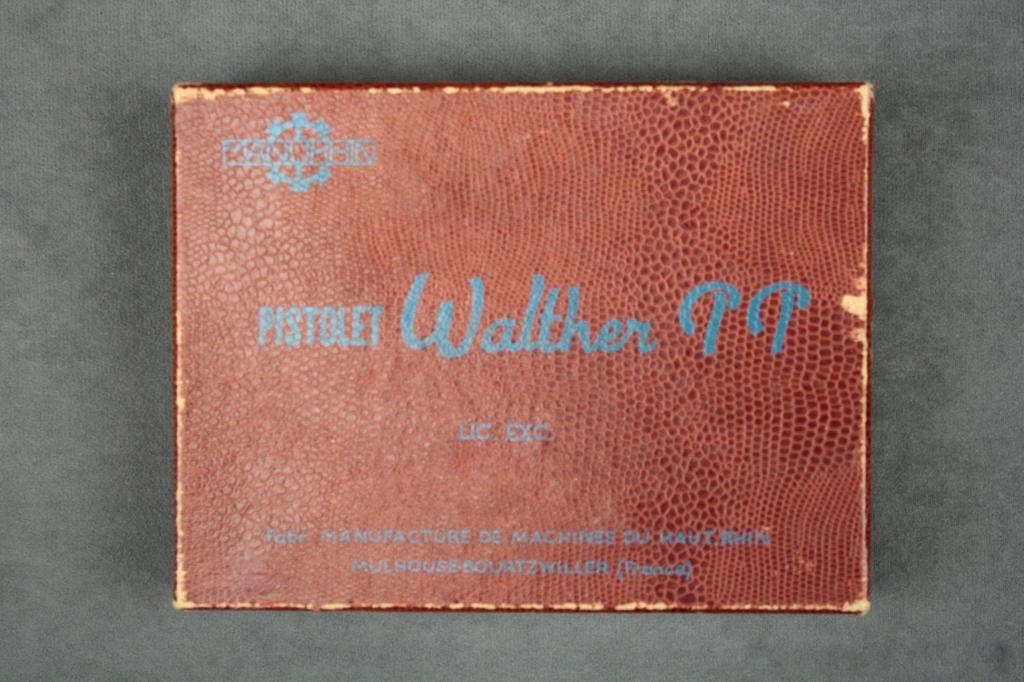 MANURHIN
PISTOLET Walther PP
LIC. EXC.
Fabr. MANUFACTURE DE MACHINES DU HAUT.RHIN
MULHOUSE-BOURTZWILLER (France)